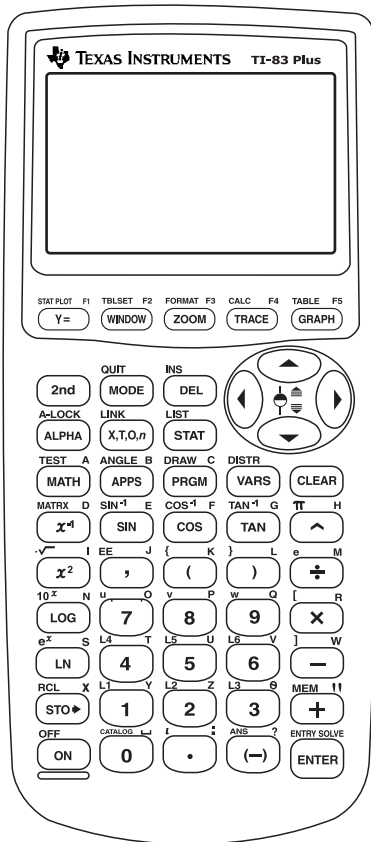 TEXAS INSTRUMENTS TI-83 Plus
STAT PLOT F1 TBLSET F2 FORMAT F3 CALC F4 TABLE F5
Y= WINDOW ZOOM TRACE GRAPH
QUIT INS
2nd MODE DEL
A-LOCK LINK LIST
ALPHA X,T,O,n STAT
TEST A ANGLE B DRAW C DISTR
MATH APPS PRGM VARS CLEAR
MATRX D SIN⁻¹ E COS⁻¹ F TAN⁻¹ G π H
x⁻¹ SIN COS TAN ^
√ I EE J { K } L e M
x² , ( ) ÷
10ˣ N u O v P w Q [ R
LOG 7 8 9 ×
eˣ S L4 T L5 U L6 V ] W
LN 4 5 6 −
RCL X L1 Y L2 Z L3 Θ MEM "
STO▶ 1 2 3 +
OFF CATALOG ⎵ i : ANS ? ENTRY SOLVE
ON 0 . (−) ENTER